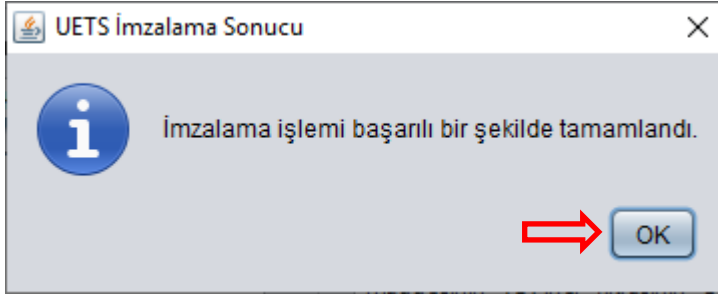 UETS İmzalama Sonucu
İmzalama işlemi başarılı bir şekilde tamamlandı.
OK